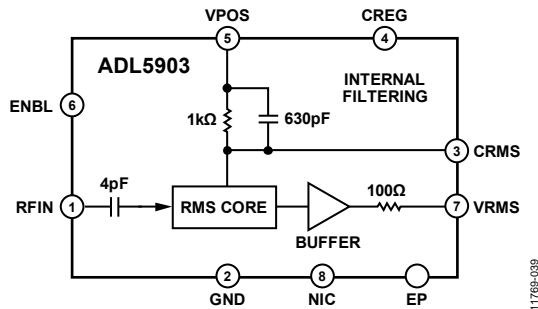 VPOS
CREG
5
4
ADL5903
INTERNAL
FILTERING
ENBL
6
1kΩ
630pF
3
CRMS
4pF
RFIN
1
RMS CORE
100Ω
7
VRMS
BUFFER
2
8
GND
NIC
EP
11769-039